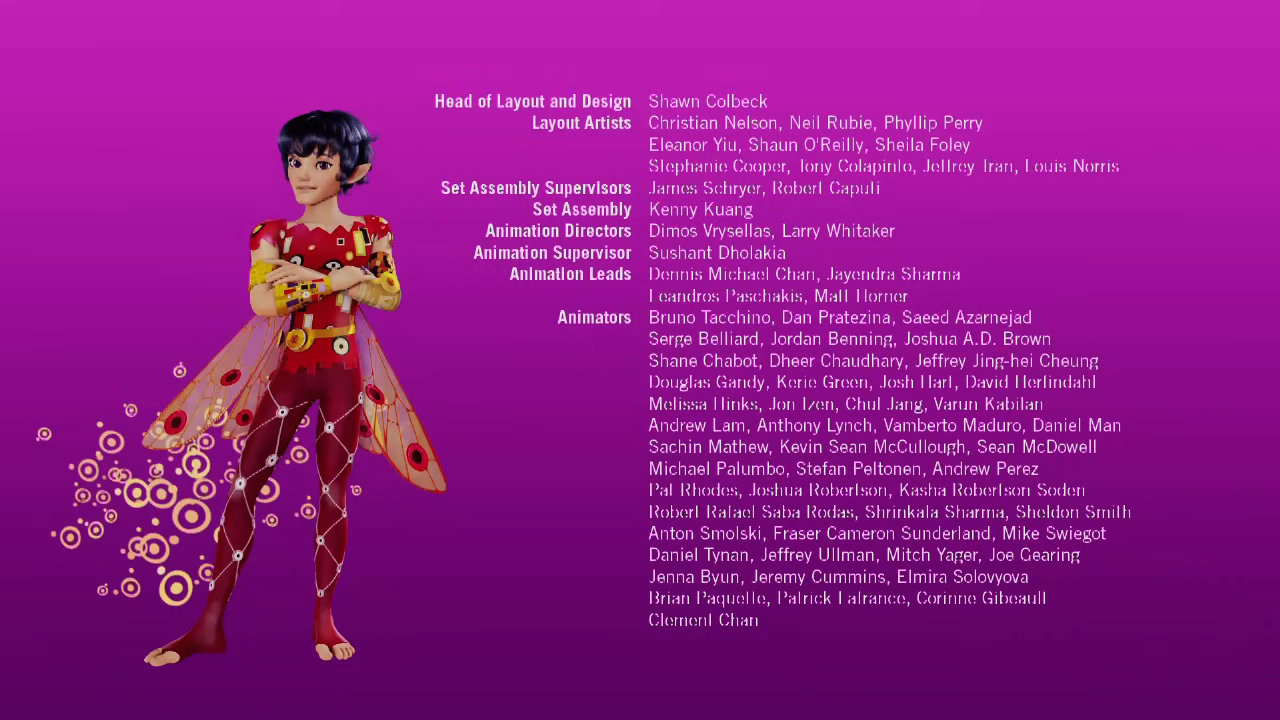 Head of Layout and Design Shawn Colbeck
Layout Artists Christian Nelson, Neil Rubie, Phyllip Perry
Eleanor Yiu, Shaun O'Reilly, Sheila Foley
Stephanie Cooper, Tony Colapinto, Jeffrey Tran, Louis Norris
Set Assembly Supervisors James Schryer, Robert Caputi
Set Assembly Kenny Kuang
Animation Directors Dimos Vrysellas, Larry Whitaker
Animation Supervisor Sushant Dholakia
Animation Leads Dennis Michael Chan, Jayendra Sharma
Leandros Paschakis, Matt Horner
Animators Bruno Tacchino, Dan Pratezina, Saeed Azarnejad
Serge Belliard, Jordan Benning, Joshua A.D. Brown
Shane Chabot, Dheer Chaudhary, Jeffrey Jing-hei Cheung
Douglas Gandy, Kerie Green, Josh Hart, David Herlindahl
Melissa Hinks, Jon Izen, Chul Jang, Varun Kabilan
Andrew Lam, Anthony Lynch, Vamberto Maduro, Daniel Man
Sachin Mathew, Kevin Sean McCullough, Sean McDowell
Michael Palumbo, Stefan Peltonen, Andrew Perez
Pat Rhodes, Joshua Robertson, Kasha Robertson Soden
Robert Rafael Saba Rodas, Shrinkala Sharma, Sheldon Smith
Anton Smolski, Fraser Cameron Sunderland, Mike Swiegot
Daniel Tynan, Jeffrey Ullman, Mitch Yager, Joe Gearing
Jenna Byun, Jeremy Cummins, Elmira Solovyova
Brian Paquette, Patrick Lafrance, Corinne Gibeault
Clement Chan